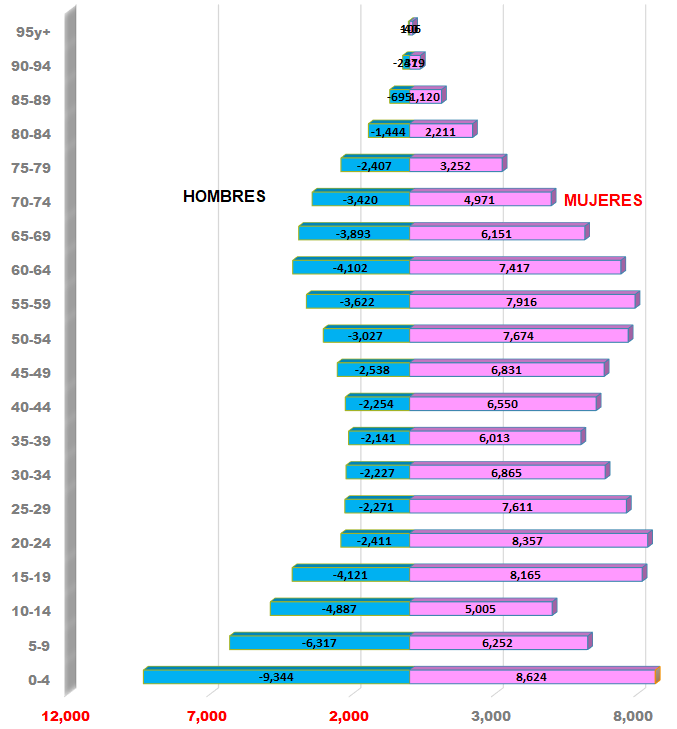 95y+
90-94
85-89 -695 1,120
80-84 -1,444 2,211
75-79 -2,407 3,252
HOMBRES
70-74 -3,420 4,971 MUJERES
65-69 -3,893 6,151
60-64 -4,102 7,417
55-59 -3,622 7,916
50-54 -3,027 7,674
45-49 -2,538 6,831
40-44 -2,254 6,550
35-39 -2,141 6,013
30-34 -2,227 6,865
25-29 -2,271 7,611
20-24 -2,411 8,357
15-19 -4,121 8,165
10-14 -4,887 5,005
5-9 -6,317 6,252
0-4 -9,344 8,624
12,000 7,000 2,000 3,000 8,000